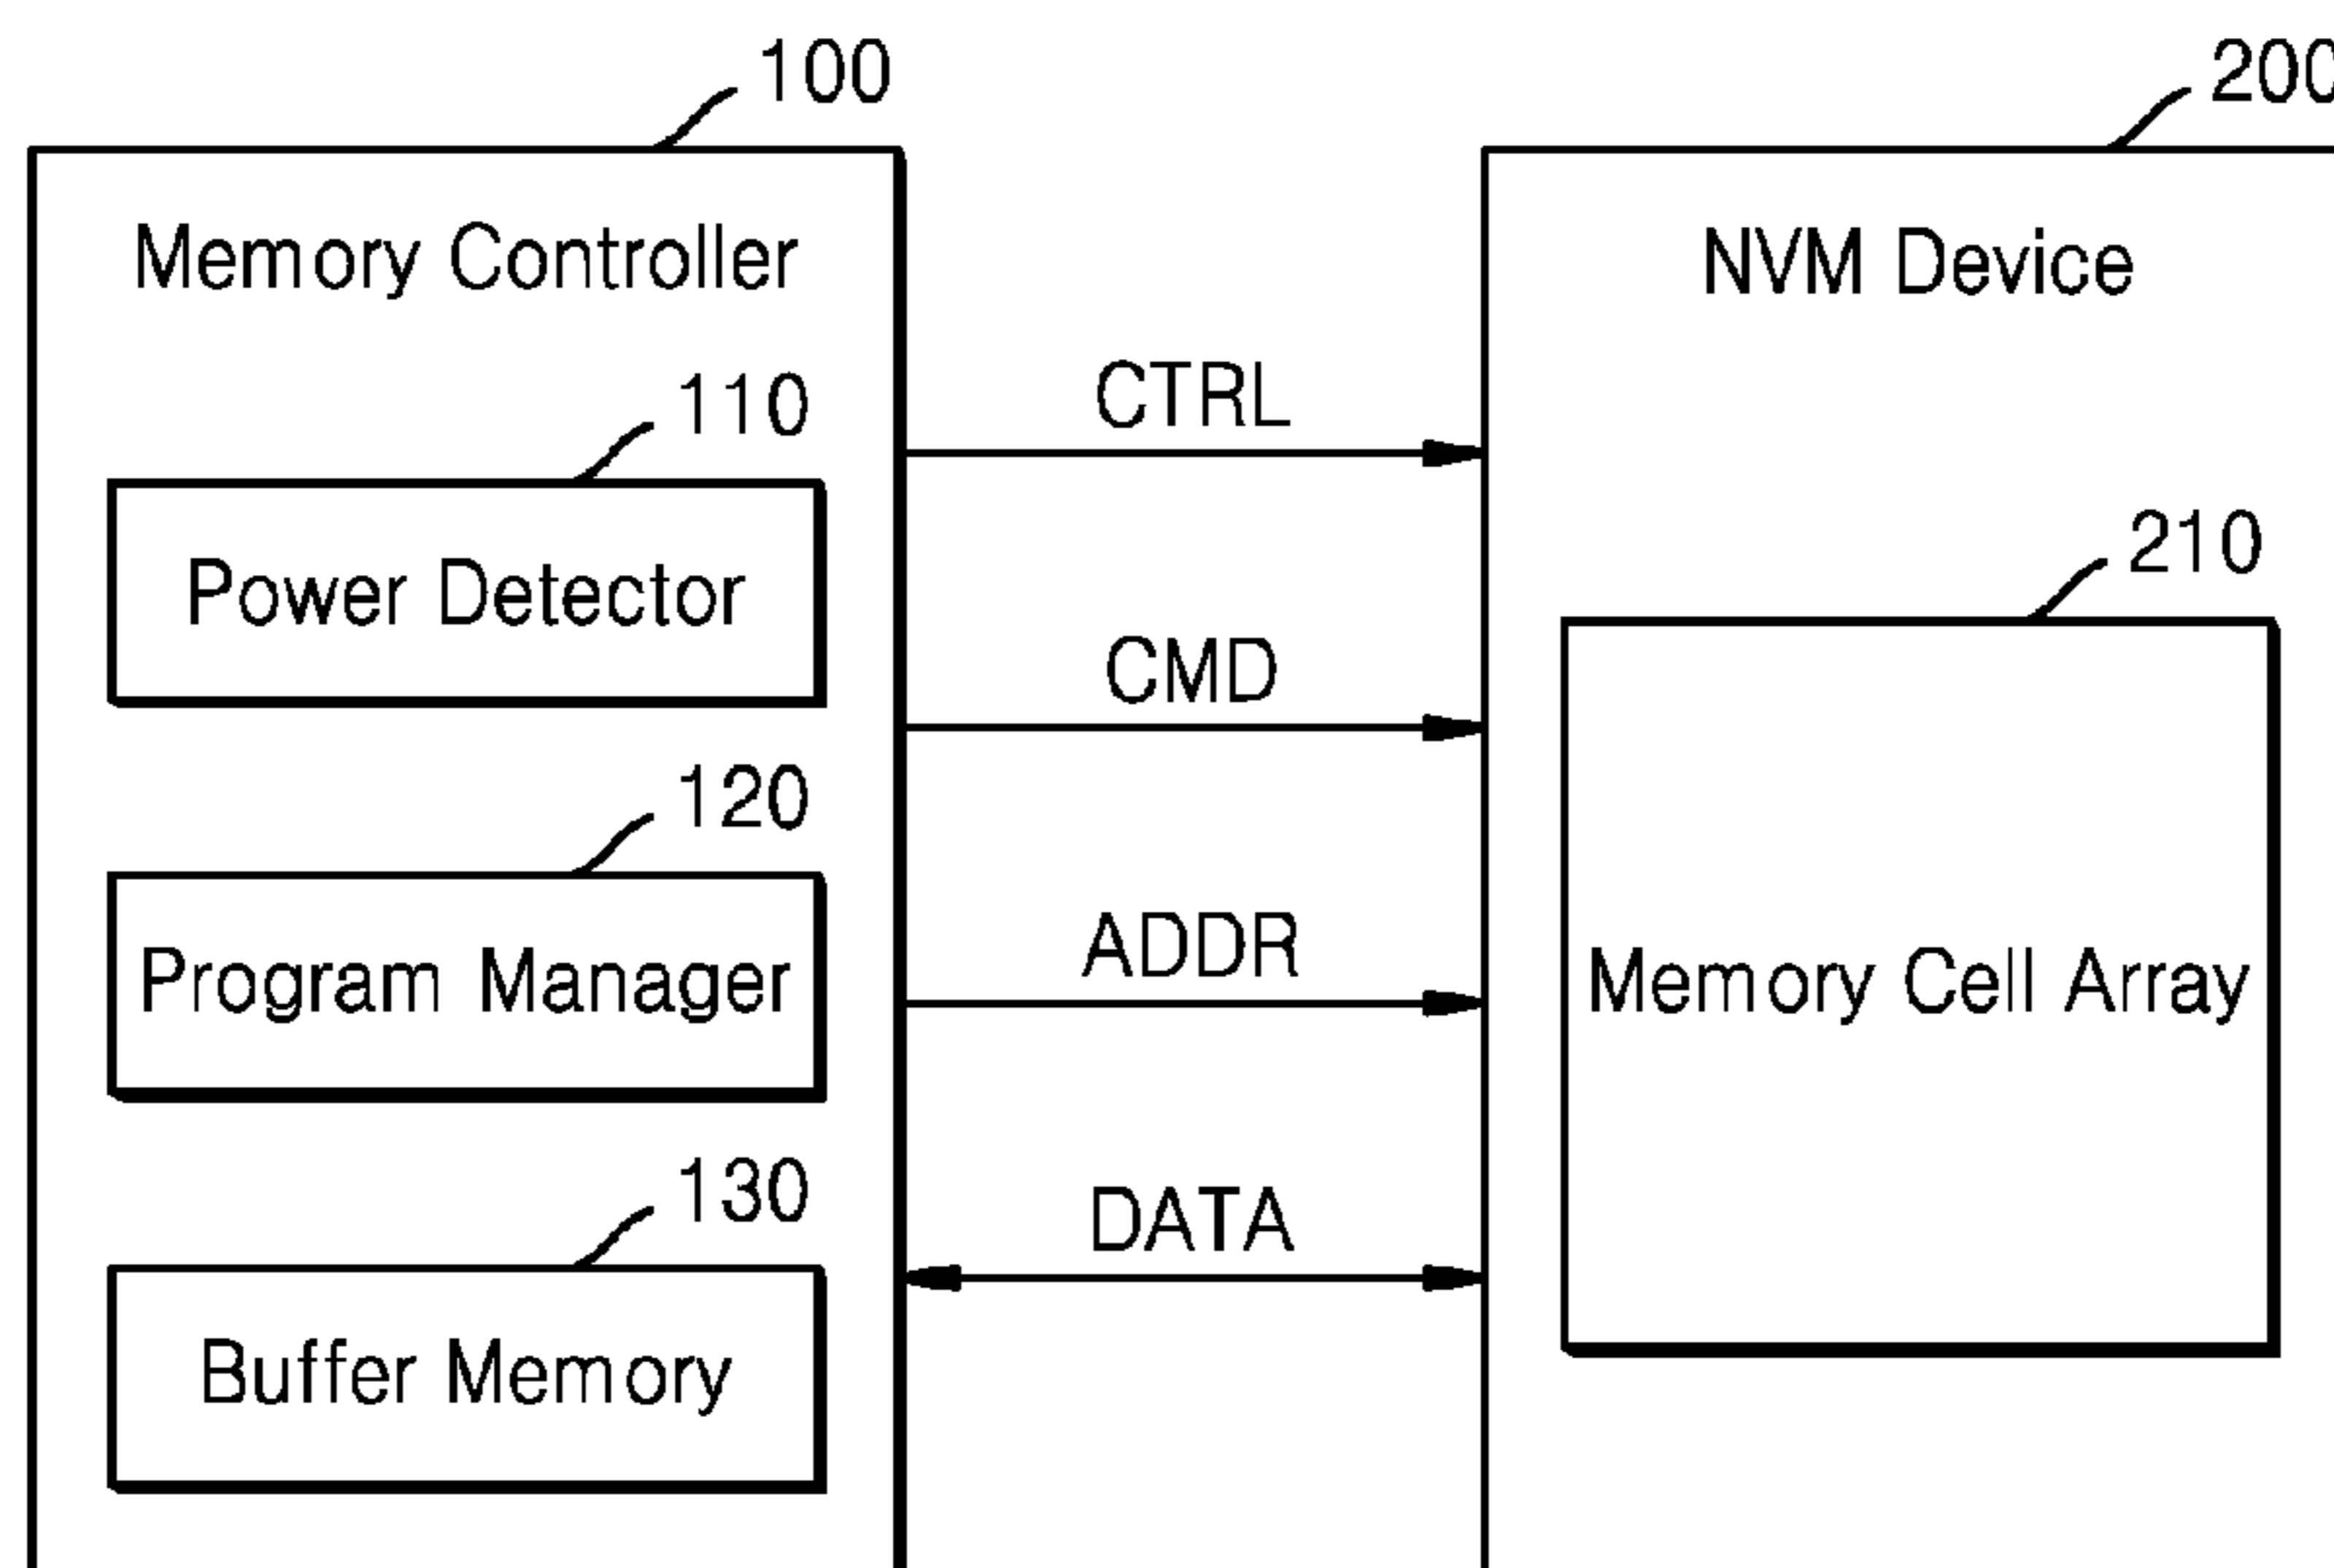 100
200
Memory Controller
NVM Device
110
CTRL
Power Detector
210
CMD
120
ADDR
Program Manager
Memory Cell Array
130
DATA
Buffer Memory